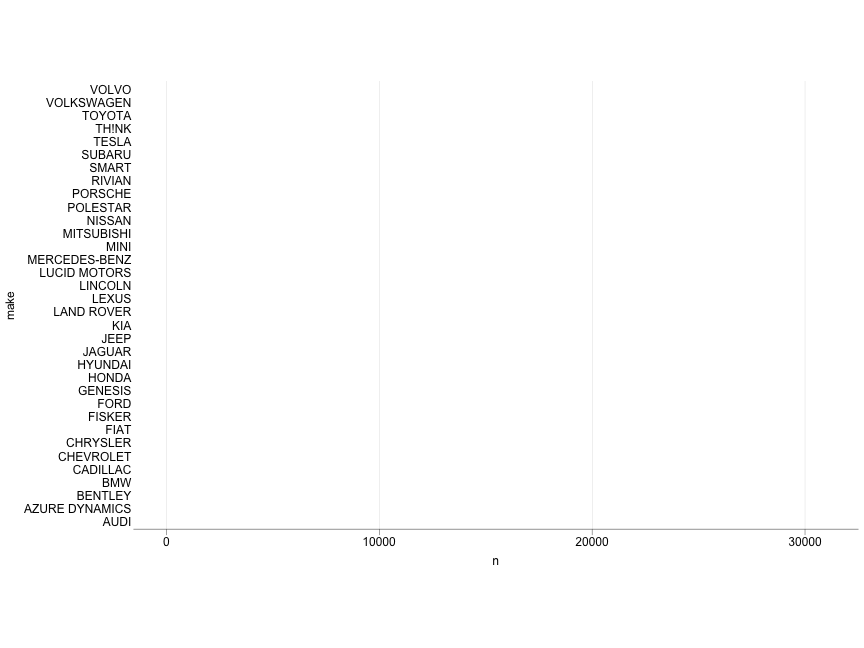 VOLVO
VOLKSWAGEN
TOYOTA
TH!NK
TESLA
SUBARU
SMART
RIVIAN
PORSCHE
POLESTAR
NISSAN
MITSUBISHI
MINI
MERCEDES-BENZ
LUCID MOTORS
LINCOLN
LEXUS
LAND ROVER
KIA
JEEP
JAGUAR
HYUNDAI
HONDA
GENESIS
FORD
FISKER
FIAT
CHRYSLER
CHEVROLET
CADILLAC
BMW
BENTLEY
AZURE DYNAMICS
AUDI
make
0 10000 20000 30000
n